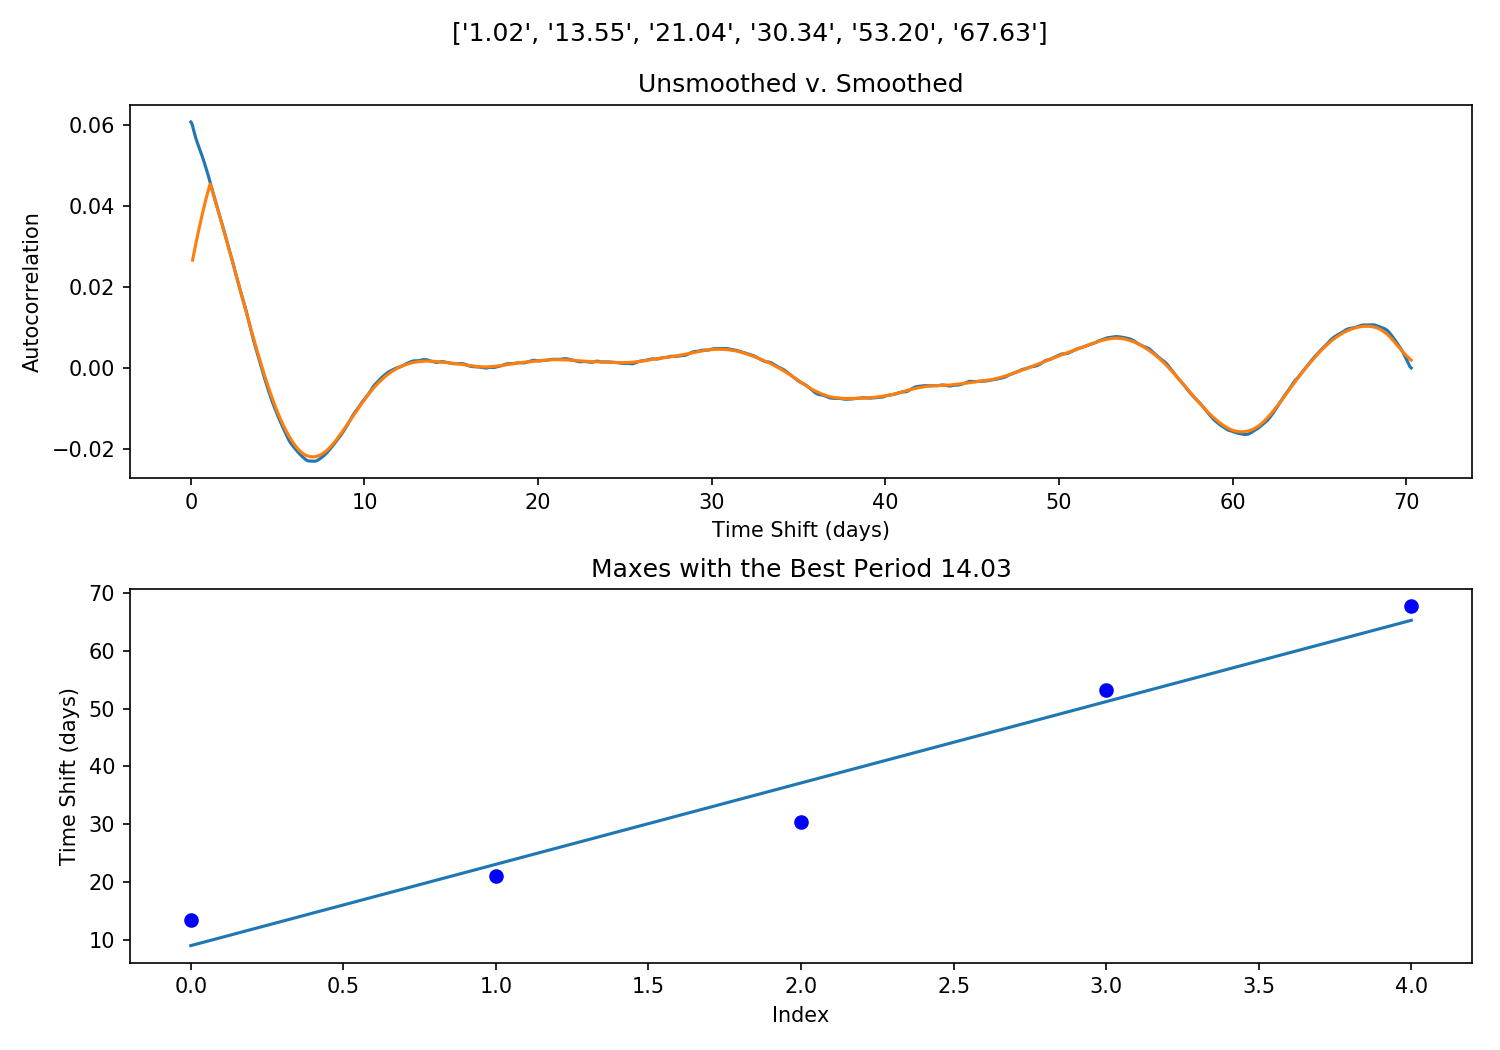 ['1.02', '13.55', '21.04', '30.34', '53.20', '67.63']
Unsmoothed v. Smoothed
0.06
0.04
0.02
0.00
−0.02
Autocorrelation
0 10 20 30 40 50 60 70
Time Shift (days)
Maxes with the Best Period 14.03
70
60
50
40
30
20
10
Time Shift (days)
0.0 0.5 1.0 1.5 2.0 2.5 3.0 3.5 4.0
Index